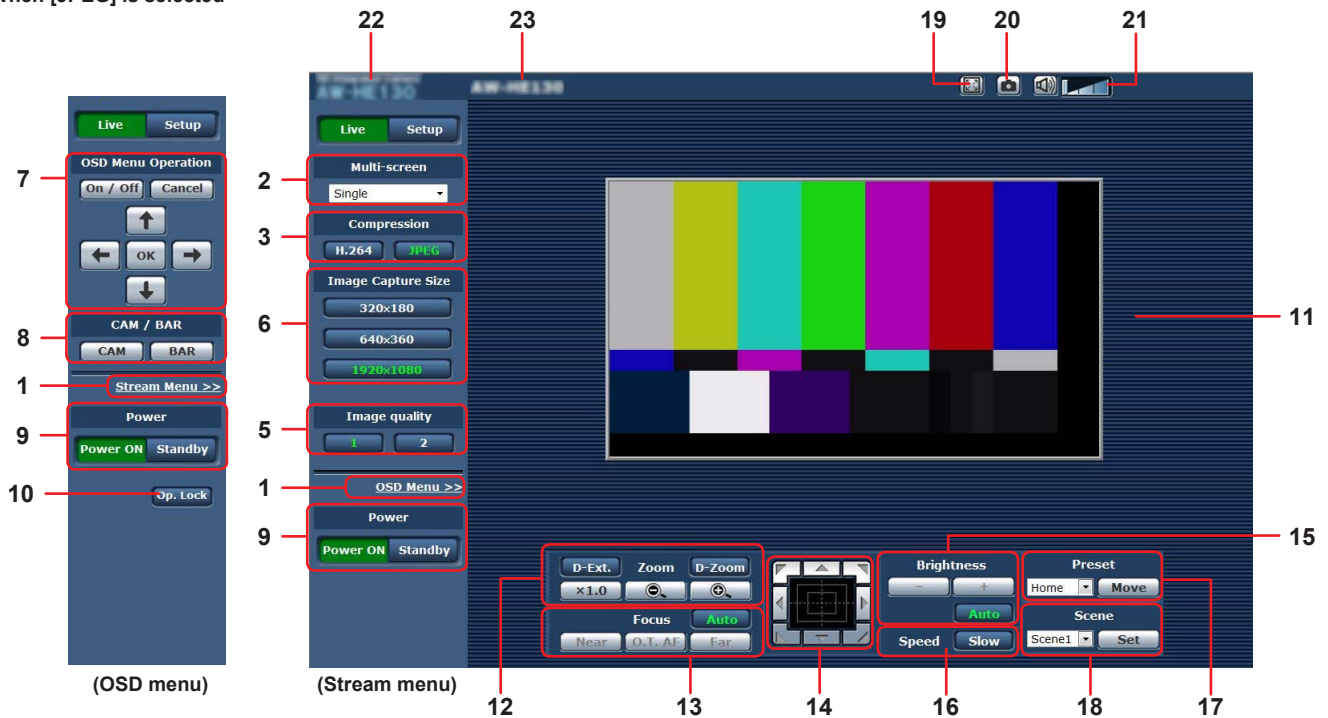 When [JPEG] is selected
22
23
19
20
21
AW-HE130
AW-HE130
Live
Setup
OSD Menu Operation
On / Off
Cancel
OK
7
CAM / BAR
CAM
BAR
8
Stream Menu >>
1
Power
Power ON
Standby
9
Op. Lock
10
(OSD menu)
Live
Setup
Multi-screen
Single
2
Compression
H.264
JPEG
3
Image Capture Size
320×180
640×360
1920×1080
6
Image quality
1
2
5
OSD Menu >>
1
Power
Power ON
Standby
9
(Stream menu)
11
D-Ext.
Zoom
D-Zoom
×1.0
Focus
Auto
Near
O.T. AF
Far
Brightness
-
+
Auto
15
Speed
Slow
Preset
Home
Move
Scene
Scene1
Set
12
13
14
16
18
17